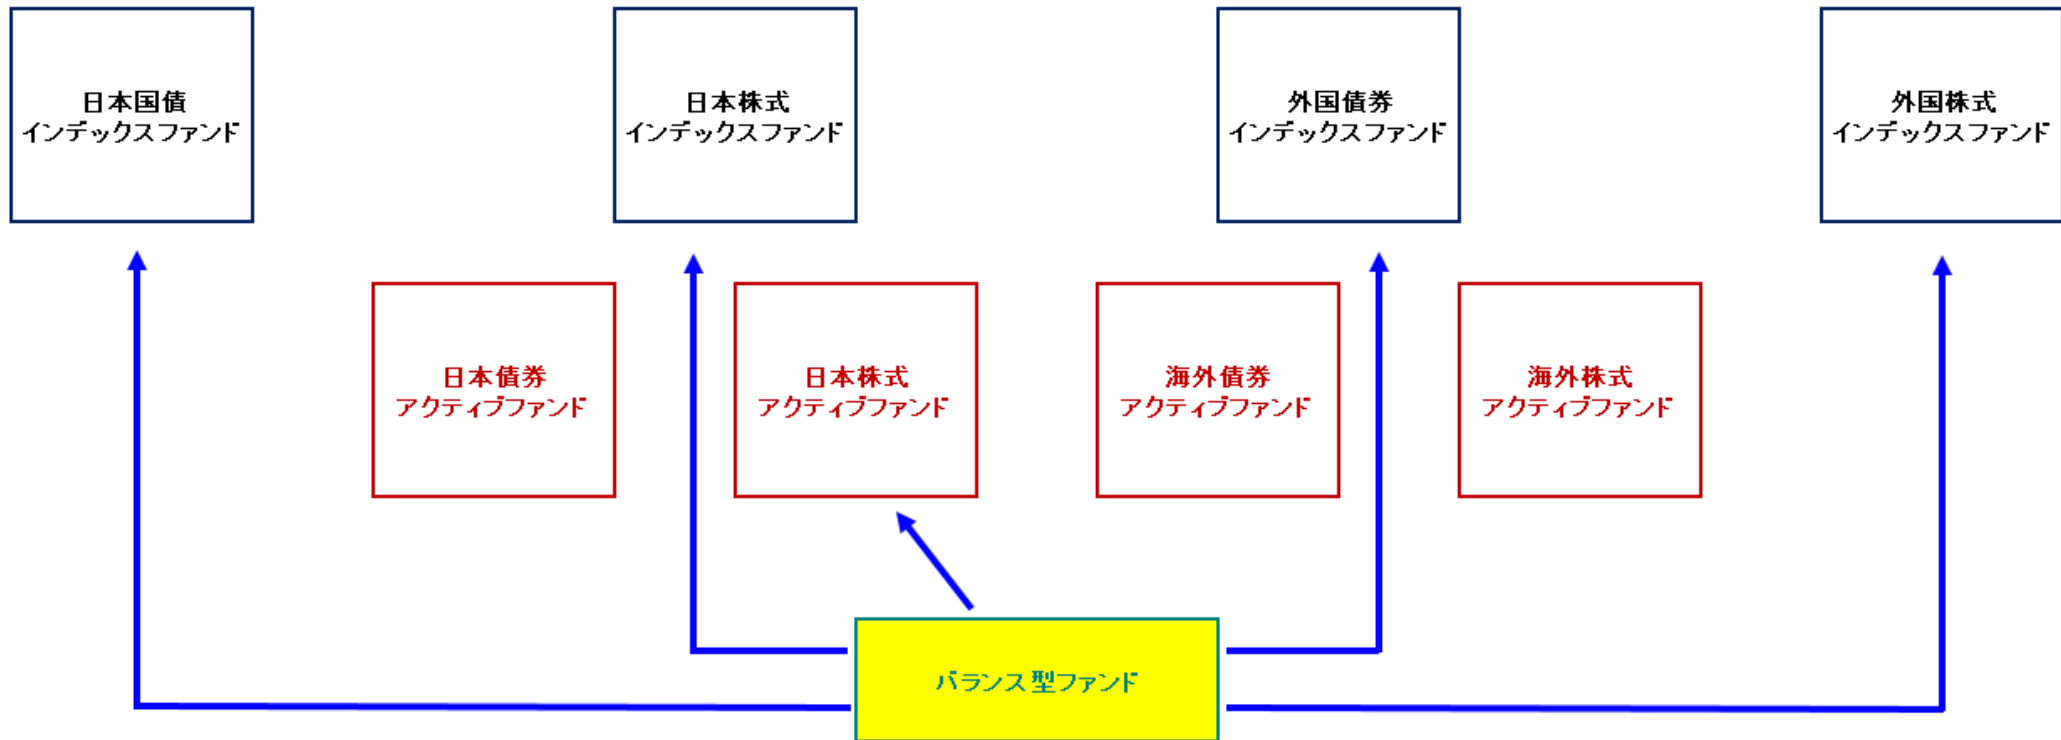 日本国債
インデックスファンド
日本株式
インデックスファンド
外国債券
インデックスファンド
外国株式
インデックスファンド
日本債券
アクティブファンド
日本株式
アクティブファンド
海外債券
アクティブファンド
海外株式
アクティブファンド
バランス型ファンド